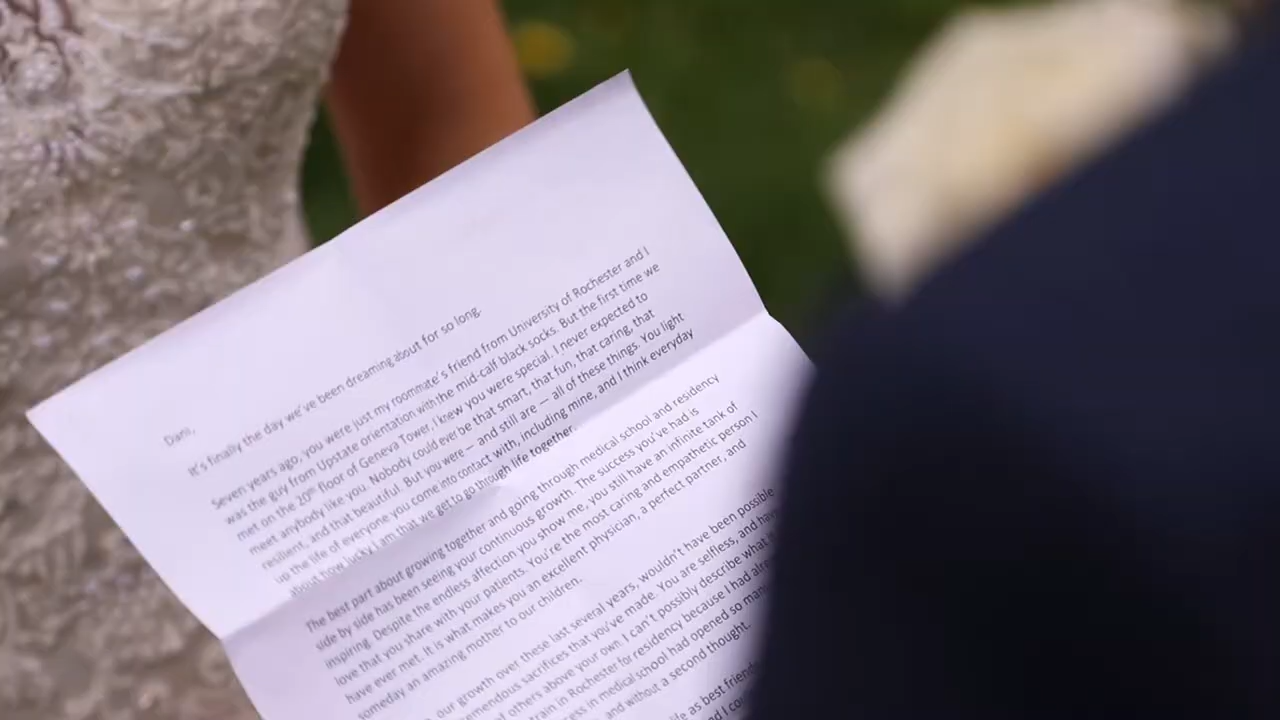 Dani,
It's finally the day we've been dreaming about for so long.
Seven years ago, you were just my roommate's friend from University of Rochester and I
was the guy from Upstate orientation with the mid-calf black socks. But the first time we
met on the 20th floor of Geneva Tower, I knew you were special. I never expected to
meet anybody like you. Nobody could ever be that smart, that fun, that caring, that
resilient, and that beautiful. But you were — and still are — all of these things. You light
up the life of everyone you come into contact with, including mine, and I think everyday
about how lucky I am that we get to go through life together.
The best part about growing together and going through medical school and residency
side by side has been seeing your continuous growth. The success you've had is
inspiring. Despite the endless affection you show me, you still have an infinite tank of
love that you share with your patients. You're the most caring and empathetic person I
have ever met. It is what makes you an excellent physician, a perfect partner, and
someday an amazing mother to our children.
our growth over these last several years, wouldn't have been possible
sacrifices that you've made. You are selfless, and have
others above your own. I can't possibly describe what
train in Rochester for residency because I had
in medical school had opened so
and without a second thought.
as best
and I